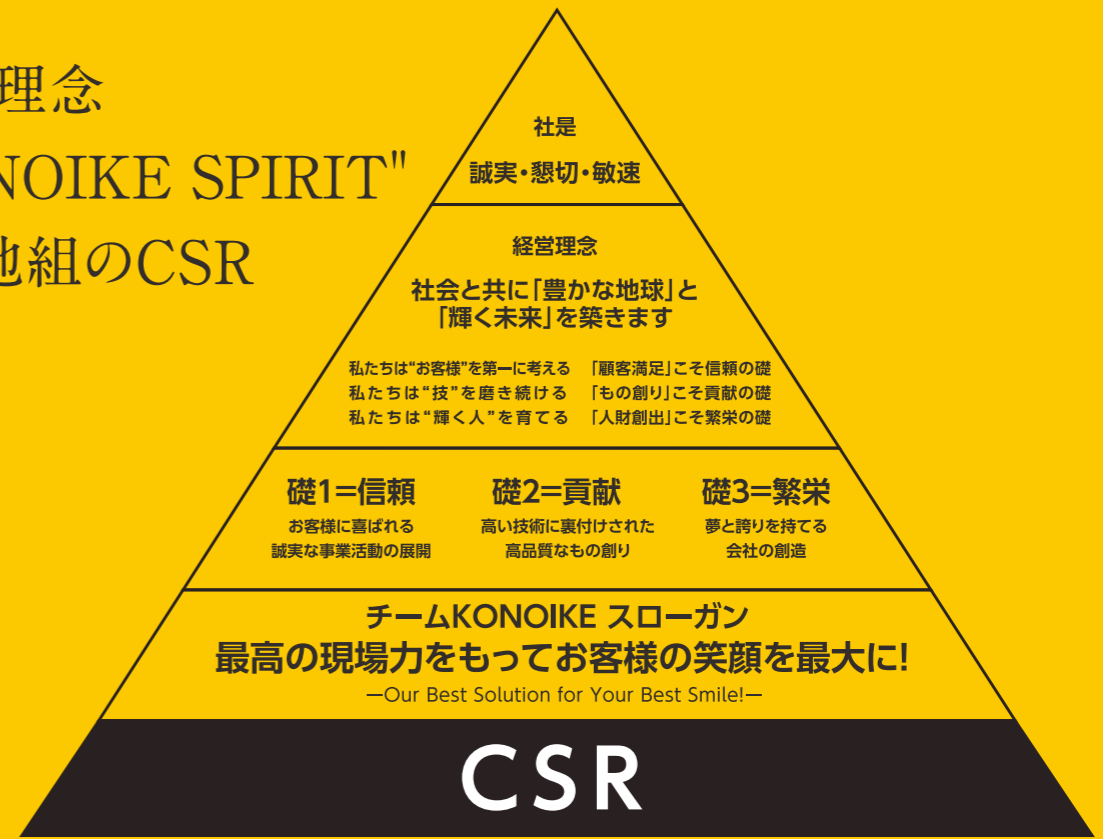 理念
NOIKE SPIRIT"
池組のCSR
社是
誠実・懇切・敏速
経営理念
社会と共に「豊かな地球」と
「輝く未来」を築きます
私たちは“お客様”を第一に考える 「顧客満足」こそ信頼の礎
私たちは“技”を磨き続ける 「もの創り」こそ貢献の礎
私たちは“輝く人”を育てる 「人財創出」こそ繁栄の礎
礎1=信頼 礎2=貢献 礎3=繁栄
お客様に喜ばれる 高い技術に裏付けされた 夢と誇りを持てる
誠実な事業活動の展開 高品質なもの創り 会社の創造
チームKONOIKE スローガン
最高の現場力をもってお客様の笑顔を最大に!
—Our Best Solution for Your Best Smile!—
CSR